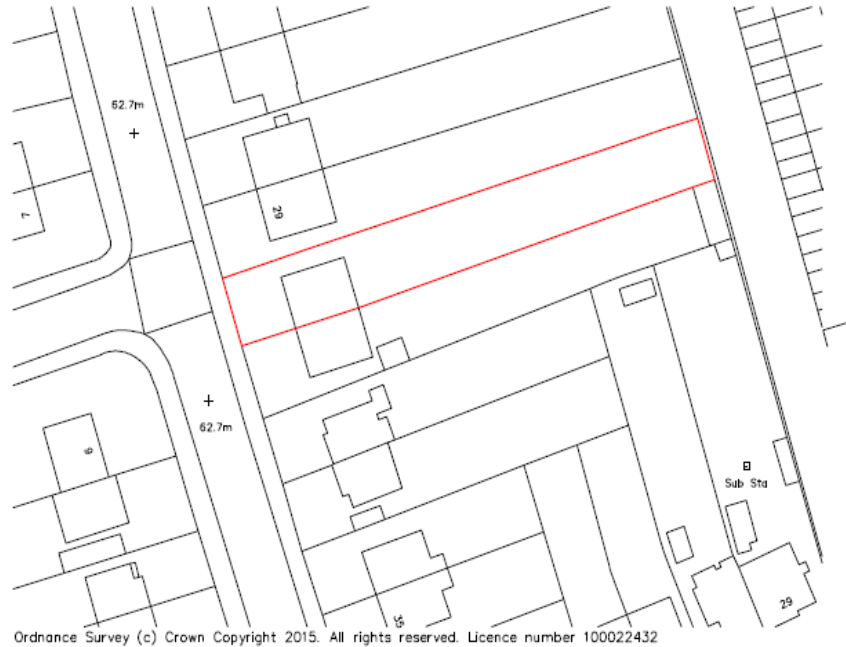 62.7m
29
7
62.7m
9
Sub Sta
35
29
Ordnance Survey (c) Crown Copyright 2015. All rights reserved. Licence number 100022432